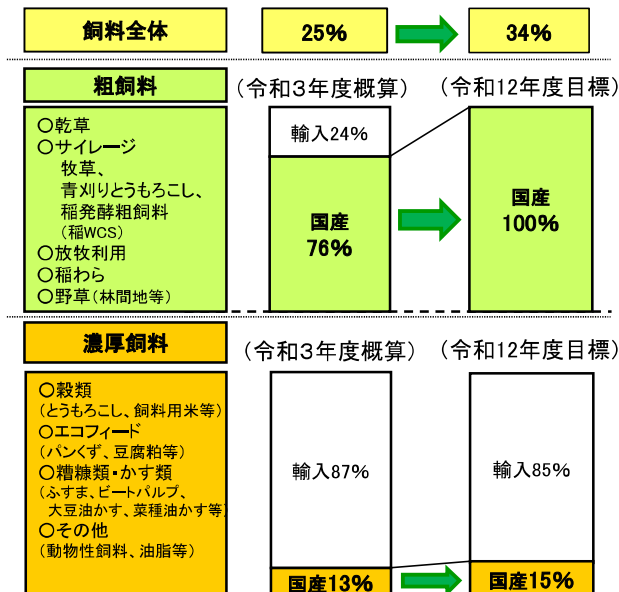 飼料全体
25%
34%
粗飼料
（令和３年度概算）
（令和12年度目標）
〇乾草
〇サイレージ
牧草、
青刈りとうもろこし、
稲発酵粗飼料
（稲WCS）
〇放牧利用
〇稲わら
〇野草（林間地等）
輸入24%
国産
76%
国産
100%
濃厚飼料
（令和３年度概算）
（令和12年度目標）
〇穀類
（とうもろこし、飼料用米等）
〇エコフィード
（パンくず、豆腐粕等）
〇糟糠類・かす類
（ふすま、ビートパルプ、
大豆油かす、菜種油かす等）
〇その他
（動物性飼料、油脂等）
輸入87%
国産13%
輸入85%
国産15%